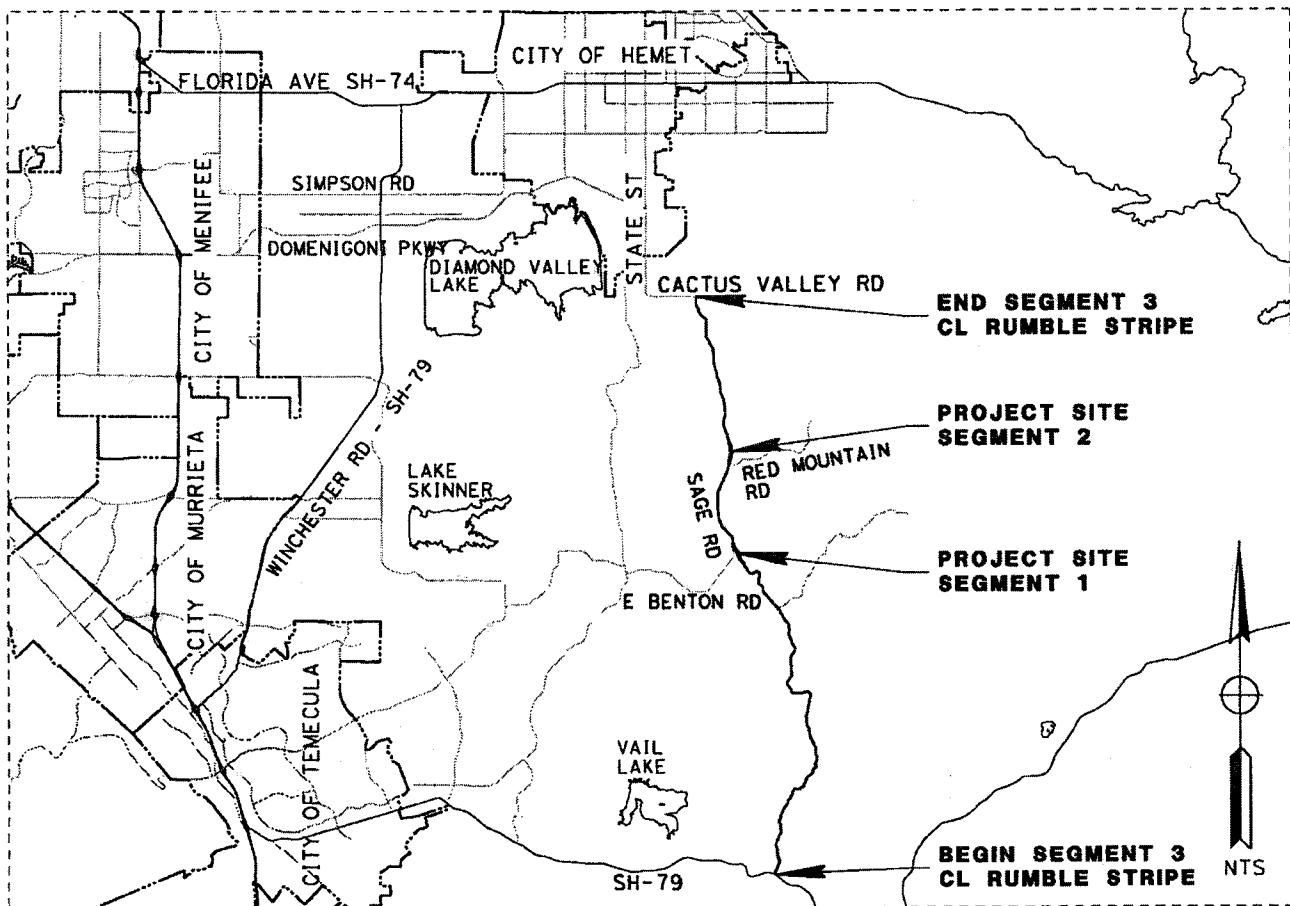 CITY OF HEMET
FLORIDA AVE SH-74
CITY OF MENIFEE
SIMPSON RD
STATE ST
DOMENIGONI PKWY
DIAMOND VALLEY
LAKE
CACTUS VALLEY RD
END SEGMENT 3
CL RUMBLE STRIPE
WINCHESTER RD - SH-79
PROJECT SITE
SEGMENT 2
RED MOUNTAIN
RD
LAKE
SKINNER
SAGE RD
CITY OF MURRIETA
PROJECT SITE
SEGMENT 1
E BENTON RD
CITY OF TEMECULA
VAIL
LAKE
BEGIN SEGMENT 3
CL RUMBLE STRIPE
SH-79
NTS